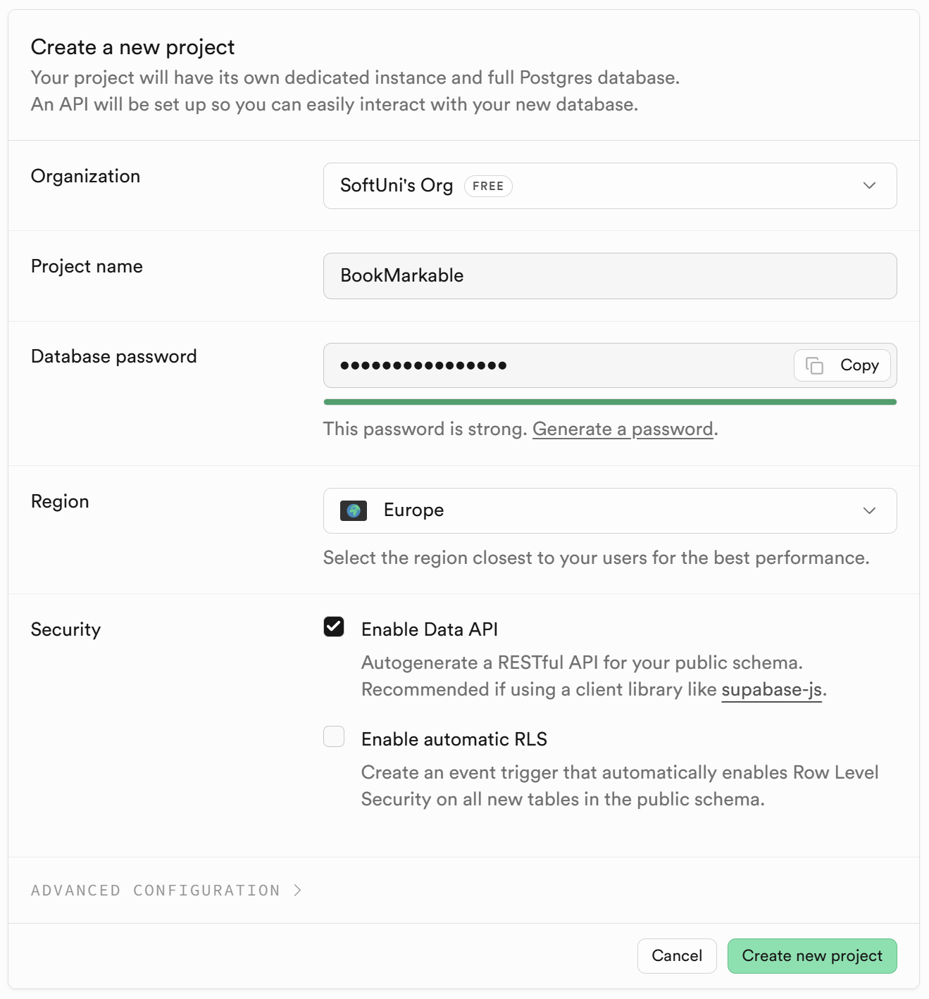 Create a new project
Your project will have its own dedicated instance and full Postgres database.
An API will be set up so you can easily interact with your new database.
Organization
SoftUni's Org FREE
Project name
BookMarkable
Database password
●●●●●●●●●●●●●●●●
Copy
This password is strong. Generate a password.
Region
Europe
Select the region closest to your users for the best performance.
Security
Enable Data API
Autogenerate a RESTful API for your public schema.
Recommended if using a client library like supabase-js.
Enable automatic RLS
Create an event trigger that automatically enables Row Level
Security on all new tables in the public schema.
ADVANCED CONFIGURATION
Cancel
Create new project